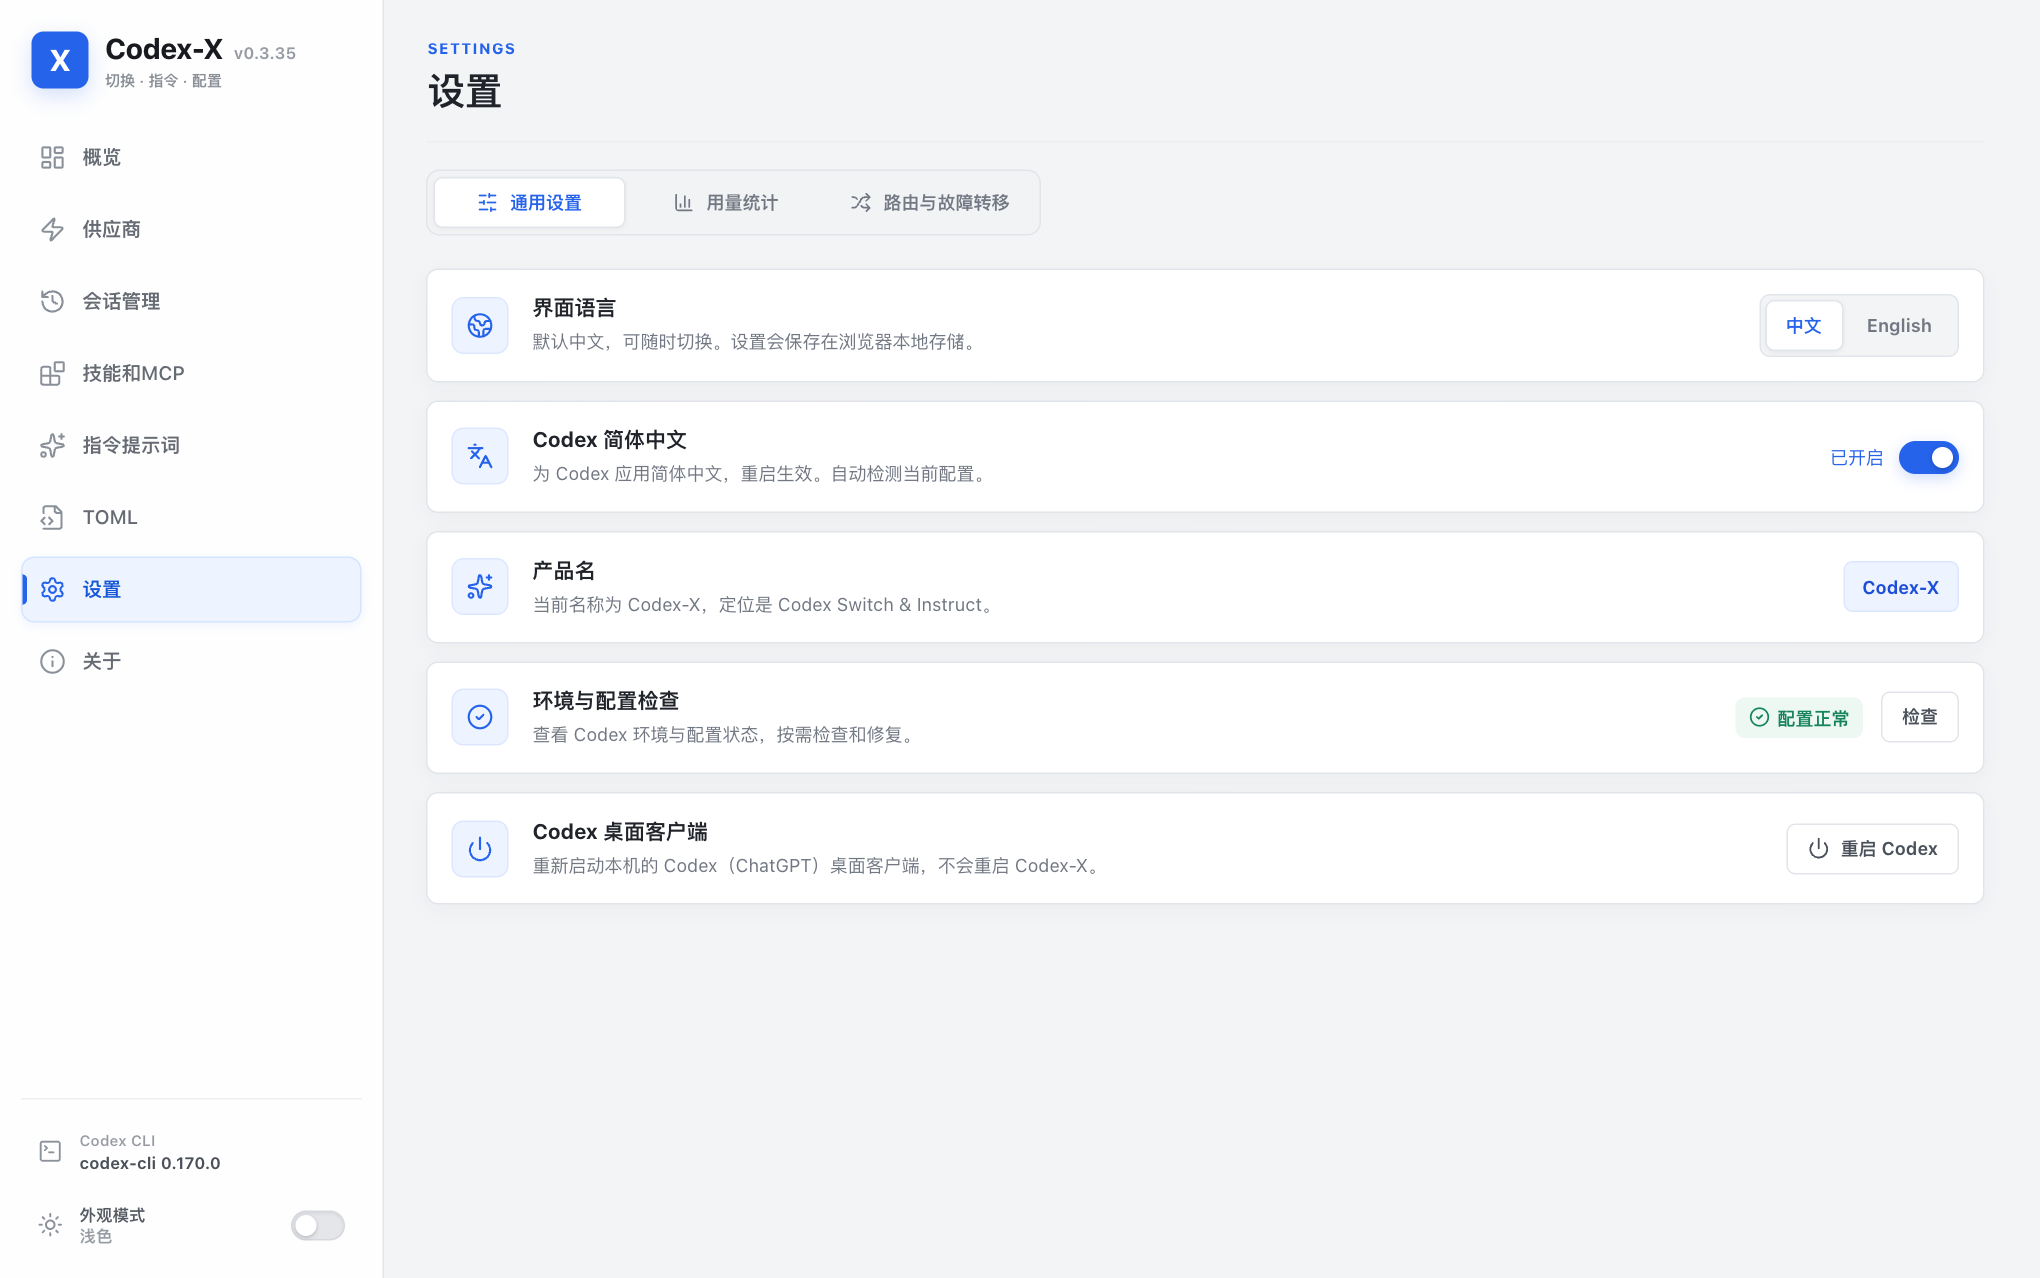 X
Codex-X v0.3.35
切换 · 指令 · 配置
概览
供应商
会话管理
技能和MCP
指令提示词
TOML
设置
关于
Codex CLI
codex-cli 0.170.0
外观模式
浅色
SETTINGS
设置
通用设置 用量统计 路由与故障转移
界面语言
默认中文，可随时切换。设置会保存在浏览器本地存储。
中文 English
Codex 简体中文
为 Codex 应用简体中文，重启生效。自动检测当前配置。
已开启
产品名
当前名称为 Codex-X，定位是 Codex Switch & Instruct。
Codex-X
环境与配置检查
查看 Codex 环境与配置状态，按需检查和修复。
配置正常 检查
Codex 桌面客户端
重新启动本机的 Codex（ChatGPT）桌面客户端，不会重启 Codex-X。
重启 Codex